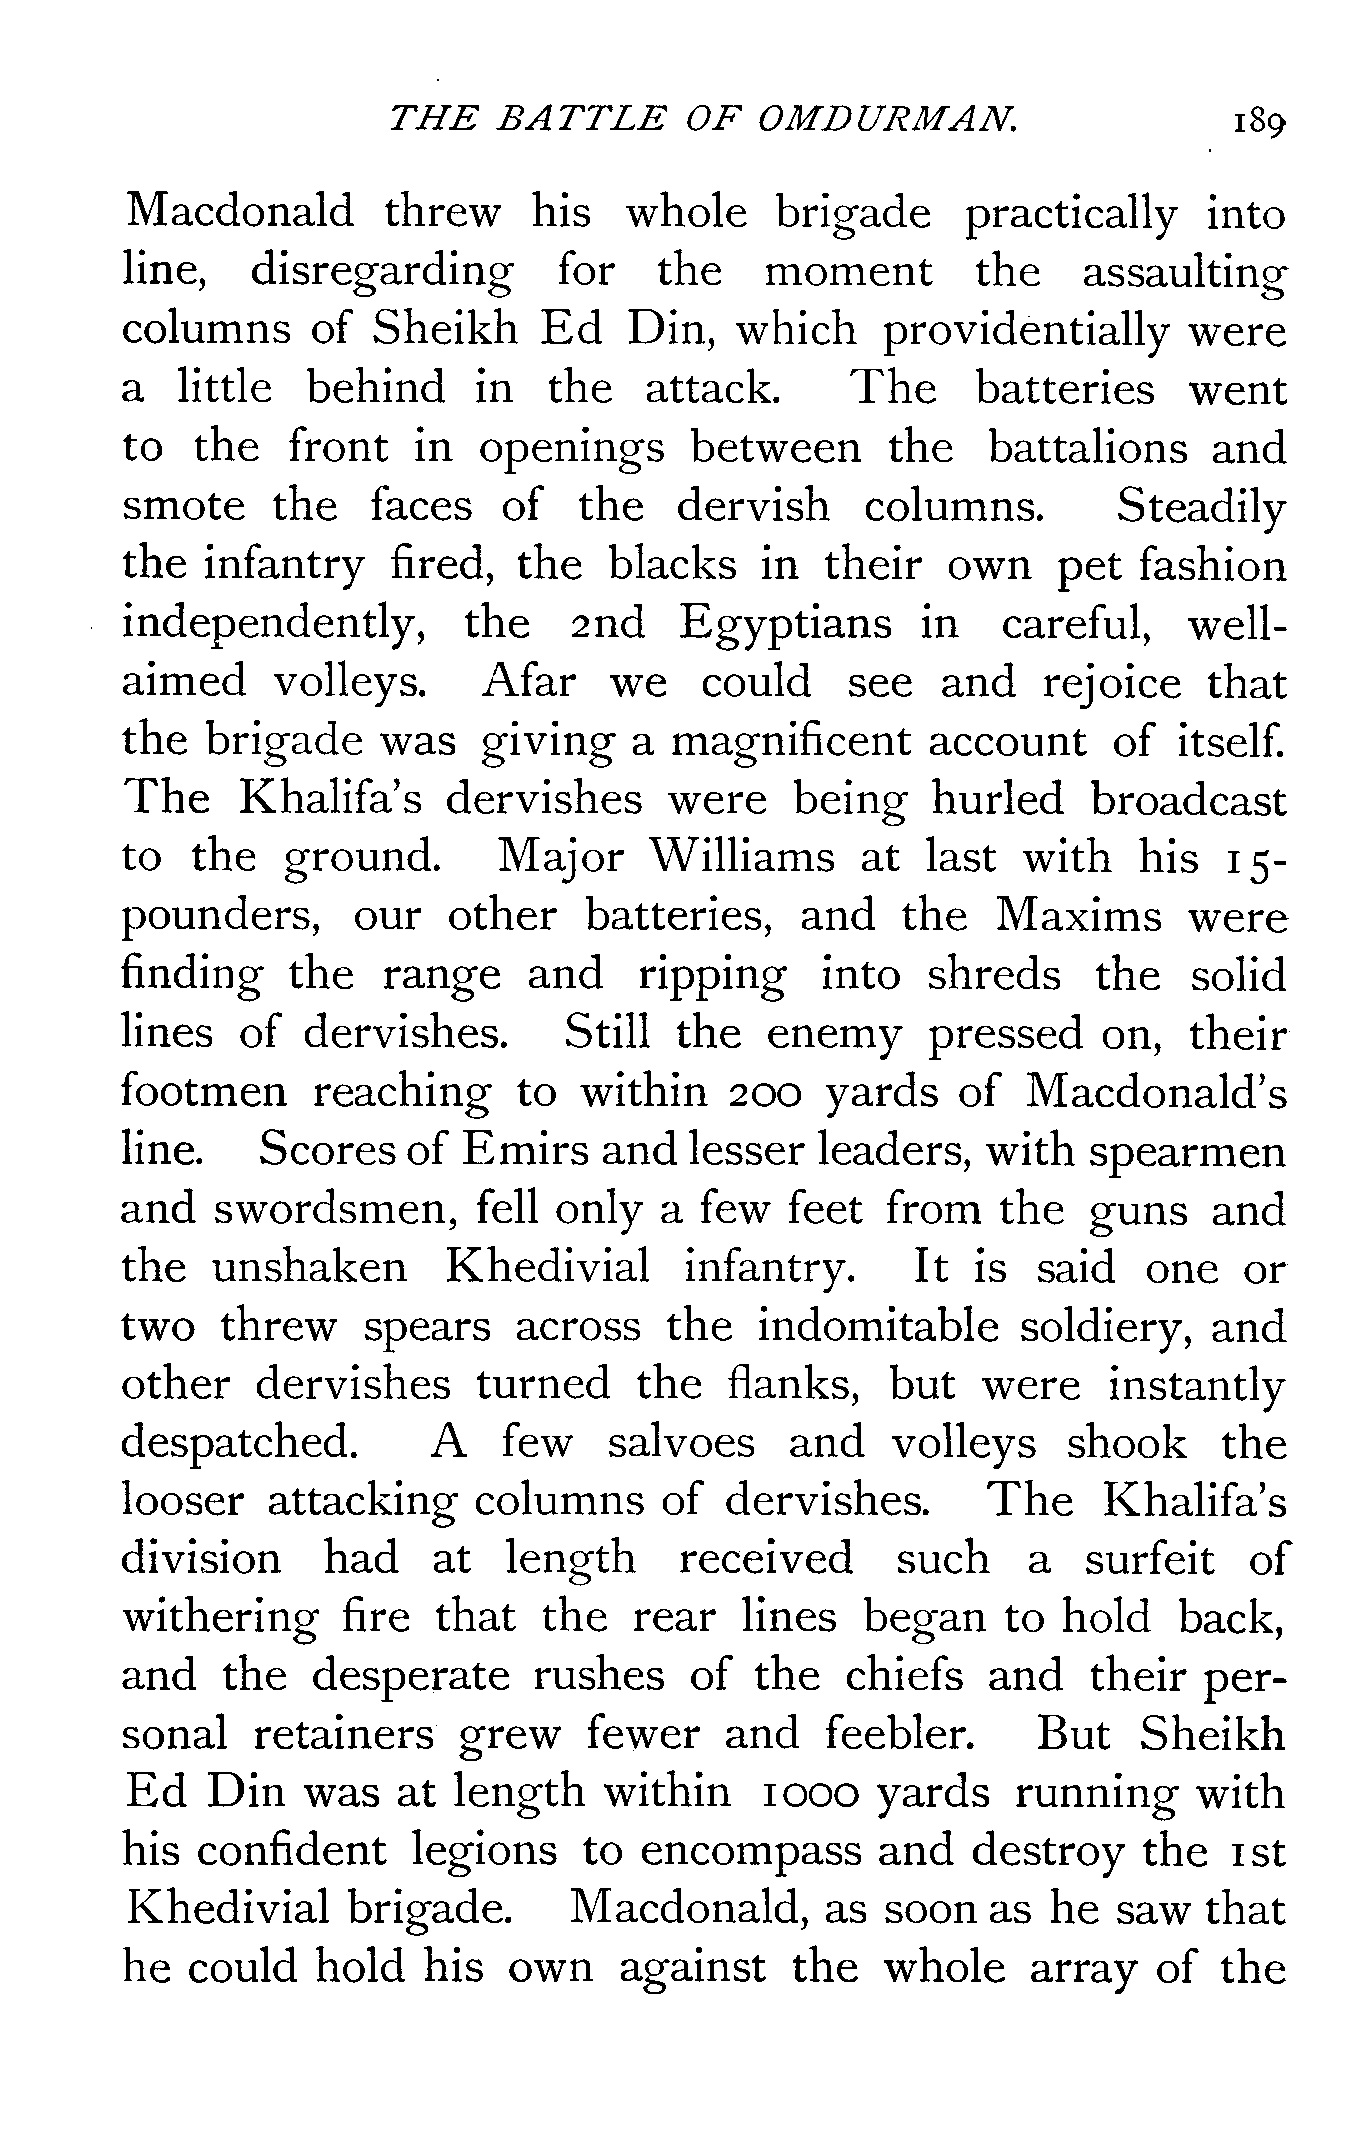 THE BATTLE OF OMDURMAN. 189
Macdonald threw his whole brigade practically into
line, disregarding for the moment the assaulting
columns of Sheikh Ed Din, which providentially were
a little behind in the attack. The batteries went
to the front in openings between the battalions and
smote the faces of the dervish columns. Steadily
the infantry fired, the blacks in their own pet fashion
independently, the 2nd Egyptians in careful, well-
aimed volleys. Afar we could see and rejoice that
the brigade was giving a magnificent account of itself.
The Khalifa's dervishes were being hurled broadcast
to the ground. Major Williams at last with his 15-
pounders, our other batteries, and the Maxims were
finding the range and ripping into shreds the solid
lines of dervishes. Still the enemy pressed on, their
footmen reaching to within 200 yards of Macdonald's
line. Scores of Emirs and lesser leaders, with spearmen
and swordsmen, fell only a few feet from the guns and
the unshaken Khedivial infantry. It is said one or
two threw spears across the indomitable soldiery, and
other dervishes turned the flanks, but were instantly
despatched. A few salvoes and volleys shook the
looser attacking columns of dervishes. The Khalifa's
division had at length received such a surfeit of
withering fire that the rear lines began to hold back,
and the desperate rushes of the chiefs and their per-
sonal retainers grew fewer and feebler. But Sheikh
Ed Din was at length within 1000 yards running with
his confident legions to encompass and destroy the 1st
Khedivial brigade. Macdonald, as soon as he saw that
he could hold his own against the whole array of the